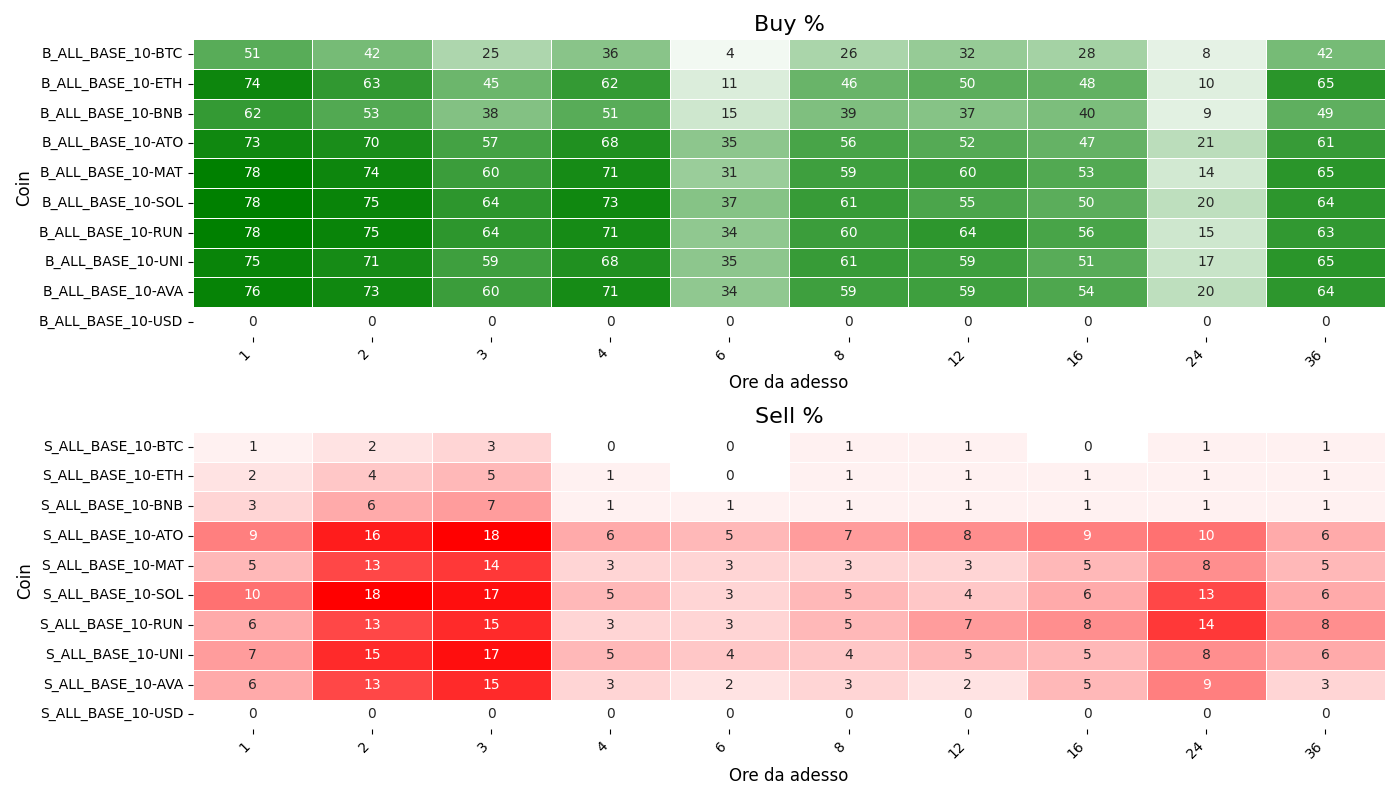 Buy %
Coin
B_ALL_BASE_10-BTC 51 42 25 36 4 26 32 28 8 42
B_ALL_BASE_10-ETH 74 63 45 62 11 46 50 48 10 65
B_ALL_BASE_10-BNB 62 53 38 51 15 39 37 40 9 49
B_ALL_BASE_10-ATO 73 70 57 68 35 56 52 47 21 61
B_ALL_BASE_10-MAT 78 74 60 71 31 59 60 53 14 65
B_ALL_BASE_10-SOL 78 75 64 73 37 61 55 50 20 64
B_ALL_BASE_10-RUN 78 75 64 71 34 60 64 56 15 63
B_ALL_BASE_10-UNI 75 71 59 68 35 61 59 51 17 65
B_ALL_BASE_10-AVA 76 73 60 71 34 59 59 54 20 64
B_ALL_BASE_10-USD 0 0 0 0 0 0 0 0 0 0
1 2 3 4 6 8 12 16 24 36
Ore da adesso
Sell %
Coin
S_ALL_BASE_10-BTC 1 2 3 0 0 1 1 0 1 1
S_ALL_BASE_10-ETH 2 4 5 1 0 1 1 1 1 1
S_ALL_BASE_10-BNB 3 6 7 1 1 1 1 1 1 1
S_ALL_BASE_10-ATO 9 16 18 6 5 7 8 9 10 6
S_ALL_BASE_10-MAT 5 13 14 3 3 3 3 5 8 5
S_ALL_BASE_10-SOL 10 18 17 5 3 5 4 6 13 6
S_ALL_BASE_10-RUN 6 13 15 3 3 5 7 8 14 8
S_ALL_BASE_10-UNI 7 15 17 5 4 4 5 5 8 6
S_ALL_BASE_10-AVA 6 13 15 3 2 3 2 5 9 3
S_ALL_BASE_10-USD 0 0 0 0 0 0 0 0 0 0
1 2 3 4 6 8 12 16 24 36
Ore da adesso